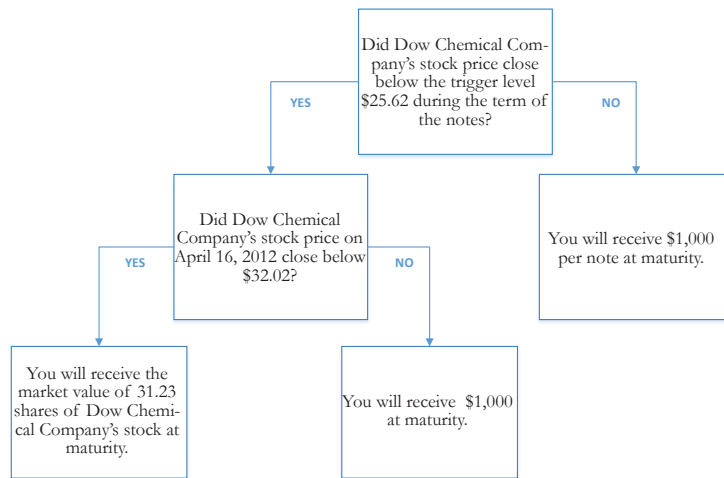 Did Dow Chemical Com-
pany's stock price close
below the trigger level
$25.62 during the term of
the notes?
YES
NO
Did Dow Chemical
Company's stock price on
April 16, 2012 close below
$32.02?
You will receive $1,000
per note at maturity.
YES
NO
You will receive the
market value of 31.23
shares of Dow Chemi-
cal Company's stock at
maturity.
You will receive $1,000
at maturity.